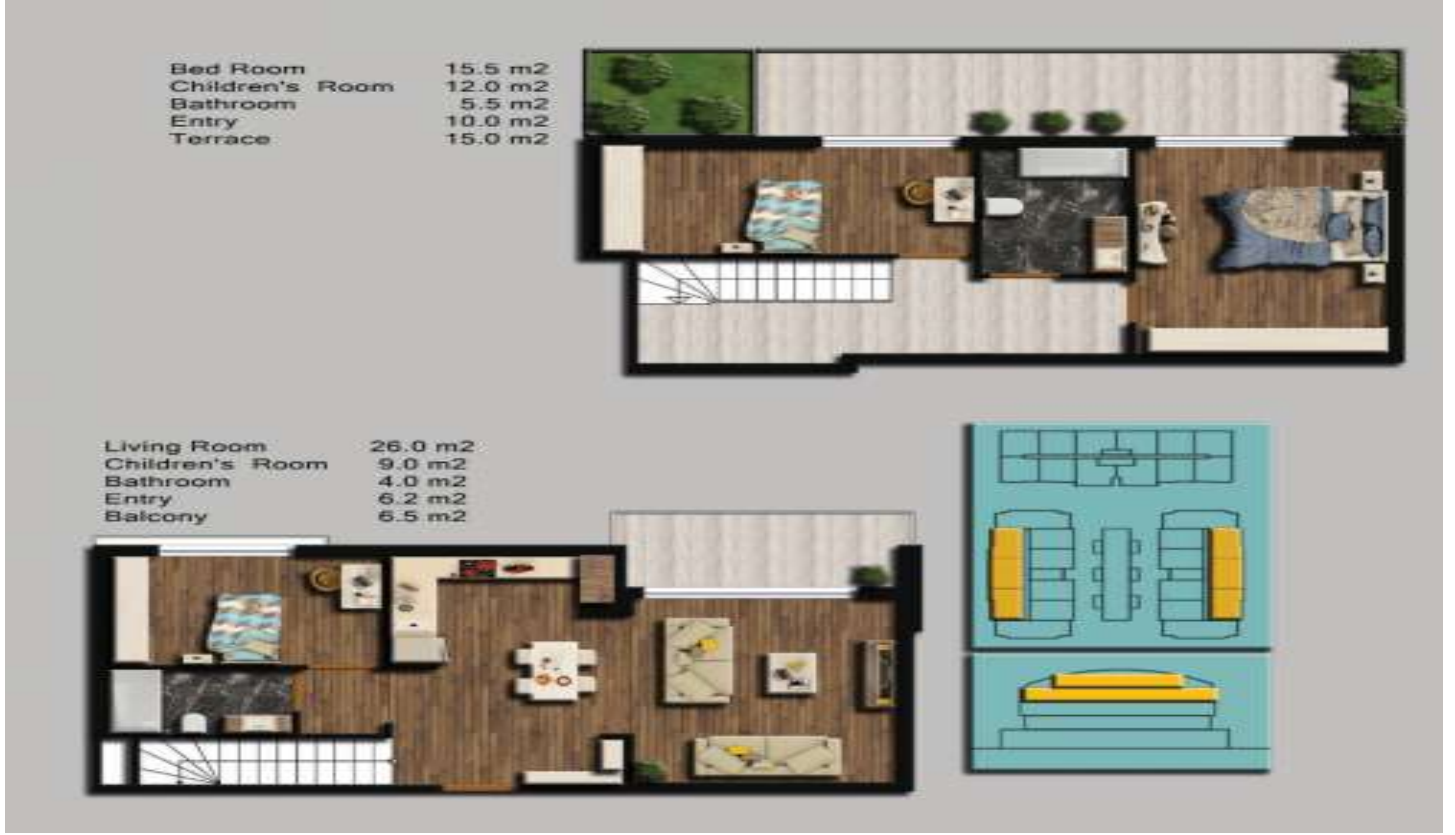 Bed Room 15.5 m2
Children's Room 12.0 m2
Bathroom 5.5 m2
Entry 10.0 m2
Terrace 15.0 m2
Living Room 26.0 m2
Children's Room 9.0 m2
Bathroom 4.0 m2
Entry 6.2 m2
Balcony 6.5 m2